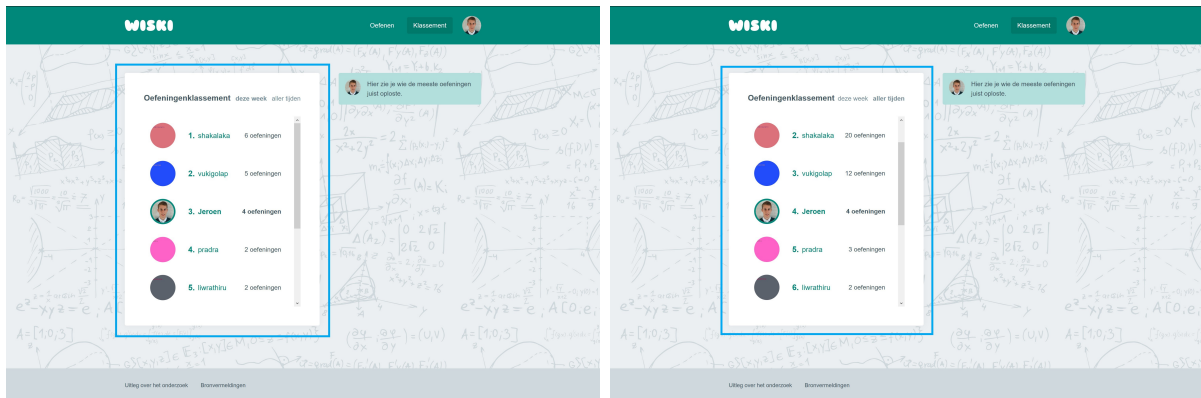 WISKI
Oefenen Klassement
Oefeningenklassement deze week aller tijden
1. shakalaka 6 oefeningen
2. vukigolap 5 oefeningen
3. Jeroen 4 oefeningen
4. pradra 2 oefeningen
5. liwrathiru 2 oefeningen
Hier zie je wie de meeste oefeningen
juist oploste.
Uitleg over het onderzoek Bronvermeldingen
WISKI
Oefenen Klassement
Oefeningenklassement deze week aller tijden
2. shakalaka 20 oefeningen
3. vukigolap 12 oefeningen
4. Jeroen 4 oefeningen
5. pradra 3 oefeningen
6. liwrathiru 2 oefeningen
Hier zie je wie de meeste oefeningen
juist oploste.
Uitleg over het onderzoek Bronvermeldingen